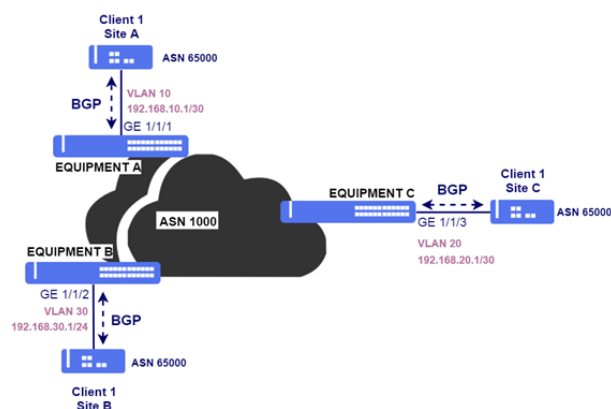 Client 1
Site A
ASN 65000
VLAN 10
BGP
192.168.10.1/30
GE 1/1/1
EQUIPMENT A
Client 1
Site C
EQUIPMENT C
BGP
ASN 65000
GE 1/1/3
VLAN 20
192.168.20.1/30
ASN 1000
EQUIPMENT B
GE 1/1/2
VLAN 30
192.168.30.1/24
BGP
ASN 65000
Client 1
Site B